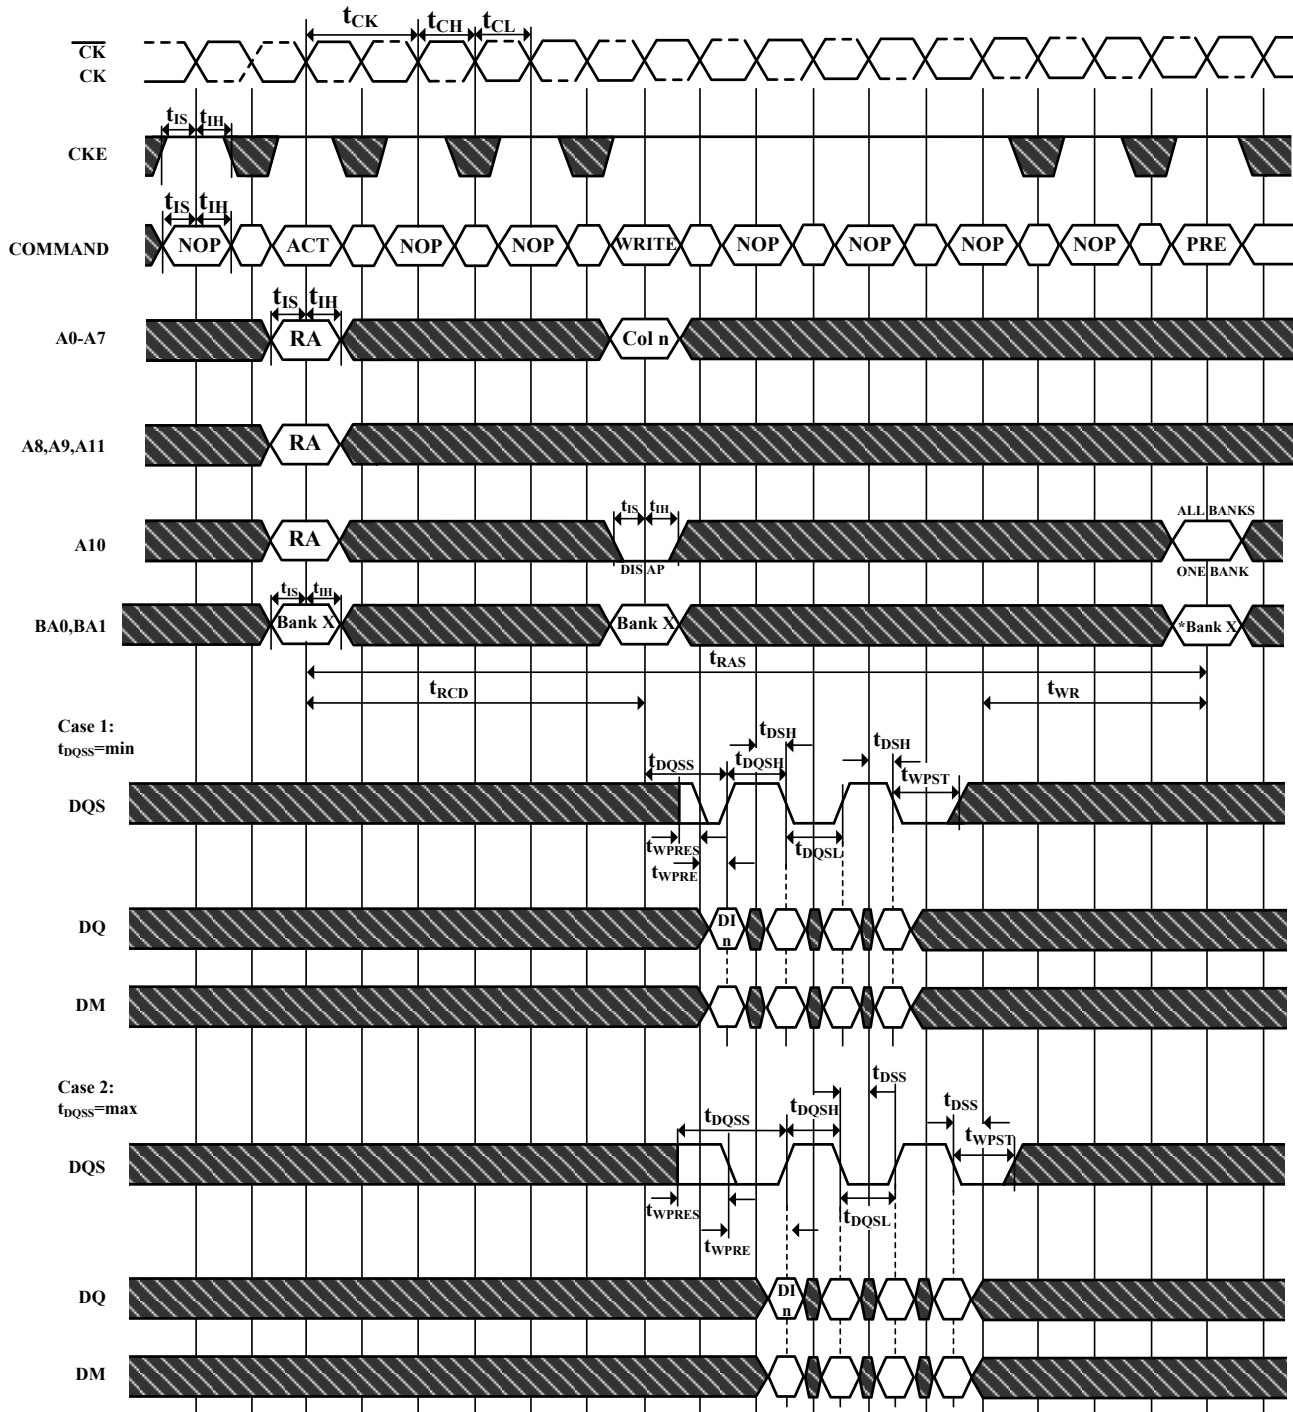 tCK tCH tCL
CK
CK
tIS tIH
CKE
tIS tIH
COMMAND NOP ACT NOP NOP WRITE NOP NOP NOP NOP PRE
tIS tIH
A0-A7 RA Col n
A8,A9,A11 RA
tIS tIH ALL BANKS
A10 RA
DIS AP ONE BANK
tIS tIH
BA0,BA1 Bank X Bank X *Bank X
tRAS
tRCD tWR
Case 1:
tDQSS=min
tDSH tDSH
tDQSS tDQSH tWPST
DQS
tWPRES tDQSL
tWPRE
DQ DI
n
DM
Case 2:
tDQSS=max
tDSS tDSS
tDQSS tDQSH tWPST
DQS
tWPRES tDQSL
tWPRE
DQ DI
n
DM